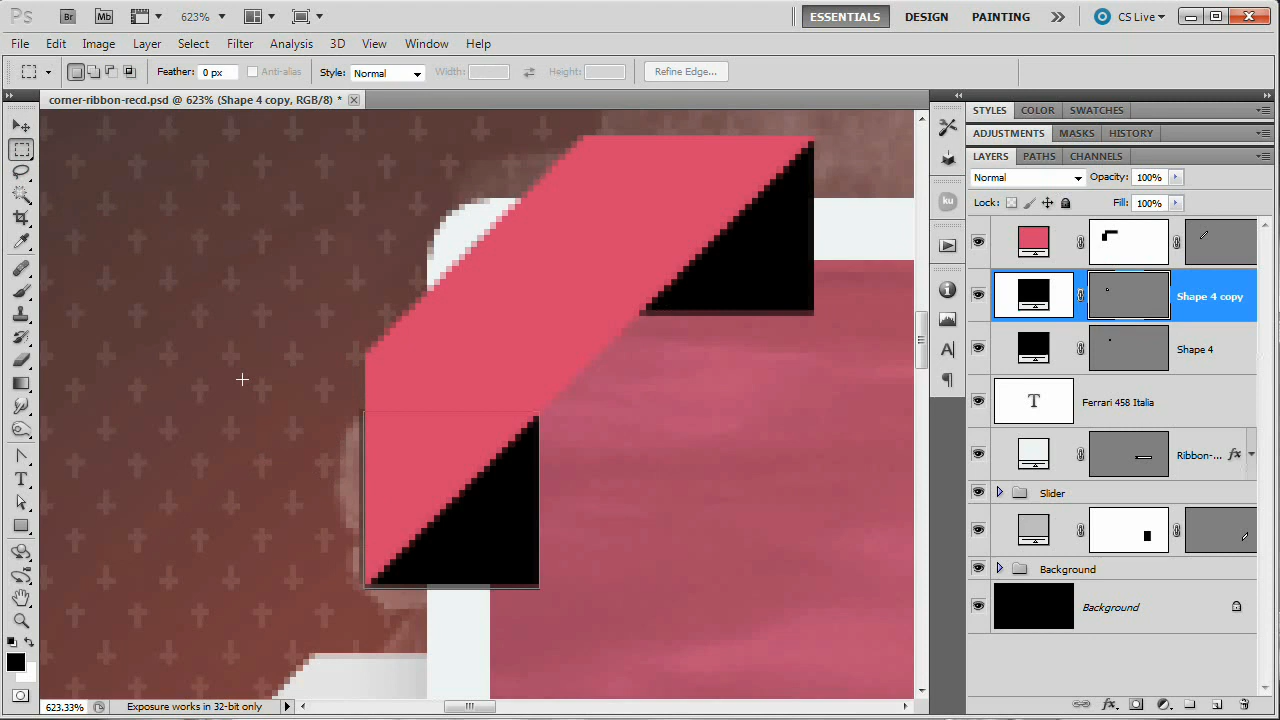 Ps Br Mb 623% ESSENTIALS DESIGN PAINTING CS Live
File Edit Image Layer Select Filter Analysis 3D View Window Help
Feather: 0 px Anti-alias Style: Normal Width: Height: Refine Edge...
corner-ribbon-recd.psd @ 623% (Shape 4 copy, RGB/8) *
STYLES COLOR SWATCHES
ADJUSTMENTS MASKS HISTORY
LAYERS PATHS CHANNELS
Normal Opacity: 100%
Lock: Fill: 100%
ku
Shape 4 copy
Shape 4
T Ferrari 458 Italia
Ribbon-... fx
Slider
Background
Background
623.33% Exposure works in 32-bit only
fx